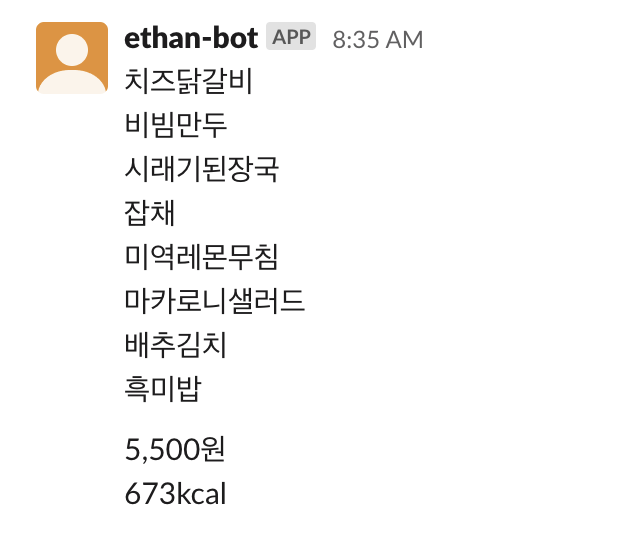 ethan-bot APP 8:35 AM
치즈닭갈비
비빔만두
시래기된장국
잡채
미역레몬무침
마카로니샐러드
배추김치
흑미밥
5,500원
673kcal